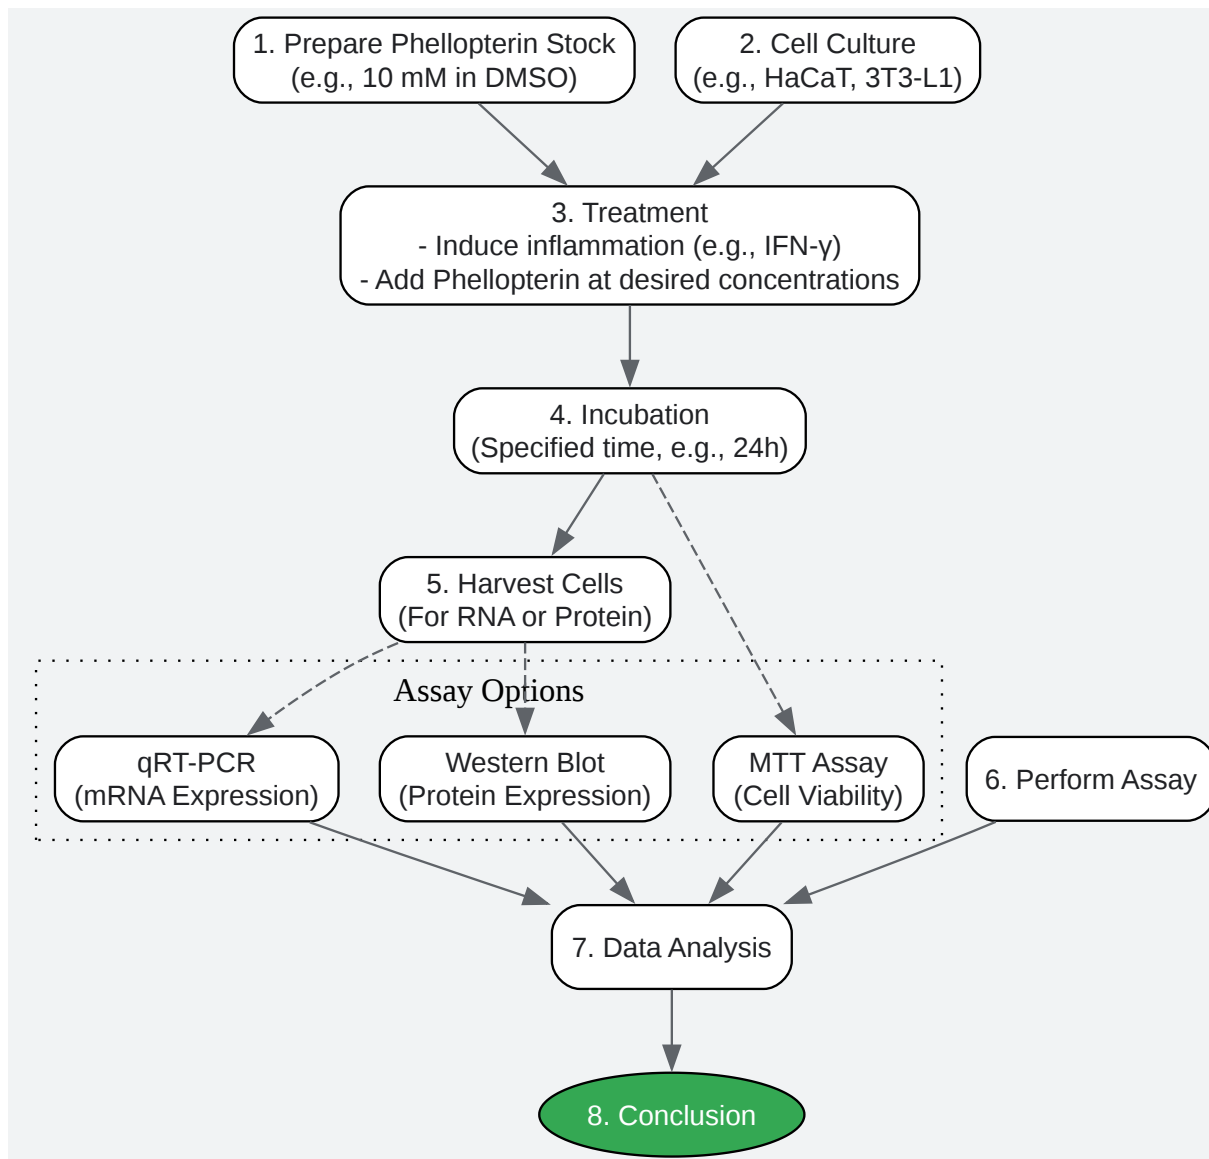 1. Prepare Phellopterin Stock
(e.g., 10 mM in DMSO)
2. Cell Culture
(e.g., HaCaT, 3T3-L1)
3. Treatment
- Induce inflammation (e.g., IFN-γ)
- Add Phellopterin at desired concentrations
4. Incubation
(Specified time, e.g., 24h)
5. Harvest Cells
(For RNA or Protein)
Assay Options
qRT-PCR
(mRNA Expression)
Western Blot
(Protein Expression)
MTT Assay
(Cell Viability)
6. Perform Assay
7. Data Analysis
8. Conclusion